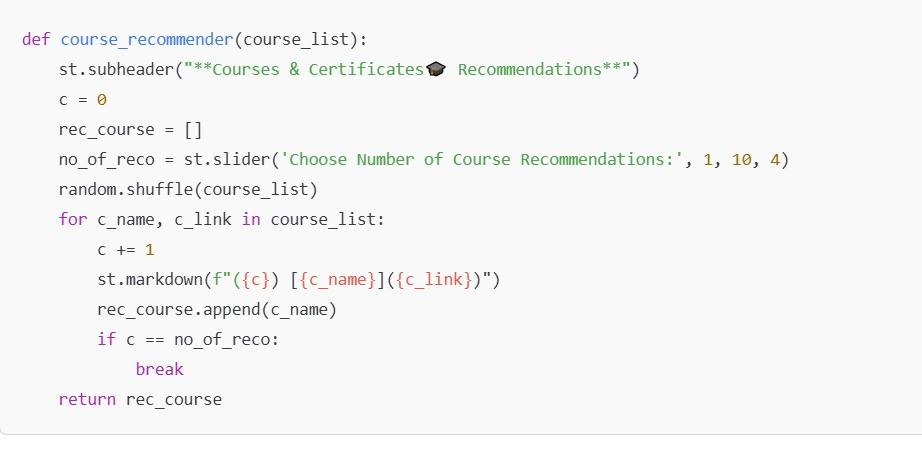 def course_recommender(course_list):
    st.subheader("**Courses & Certificates🎓 Recommendations**")
    c = 0
    rec_course = []
    no_of_reco = st.slider('Choose Number of Course Recommendations:', 1, 10, 4)
    random.shuffle(course_list)
    for c_name, c_link in course_list:
        c += 1
        st.markdown(f"({c}) [{c_name}]({c_link})")
        rec_course.append(c_name)
        if c == no_of_reco:
            break
    return rec_course